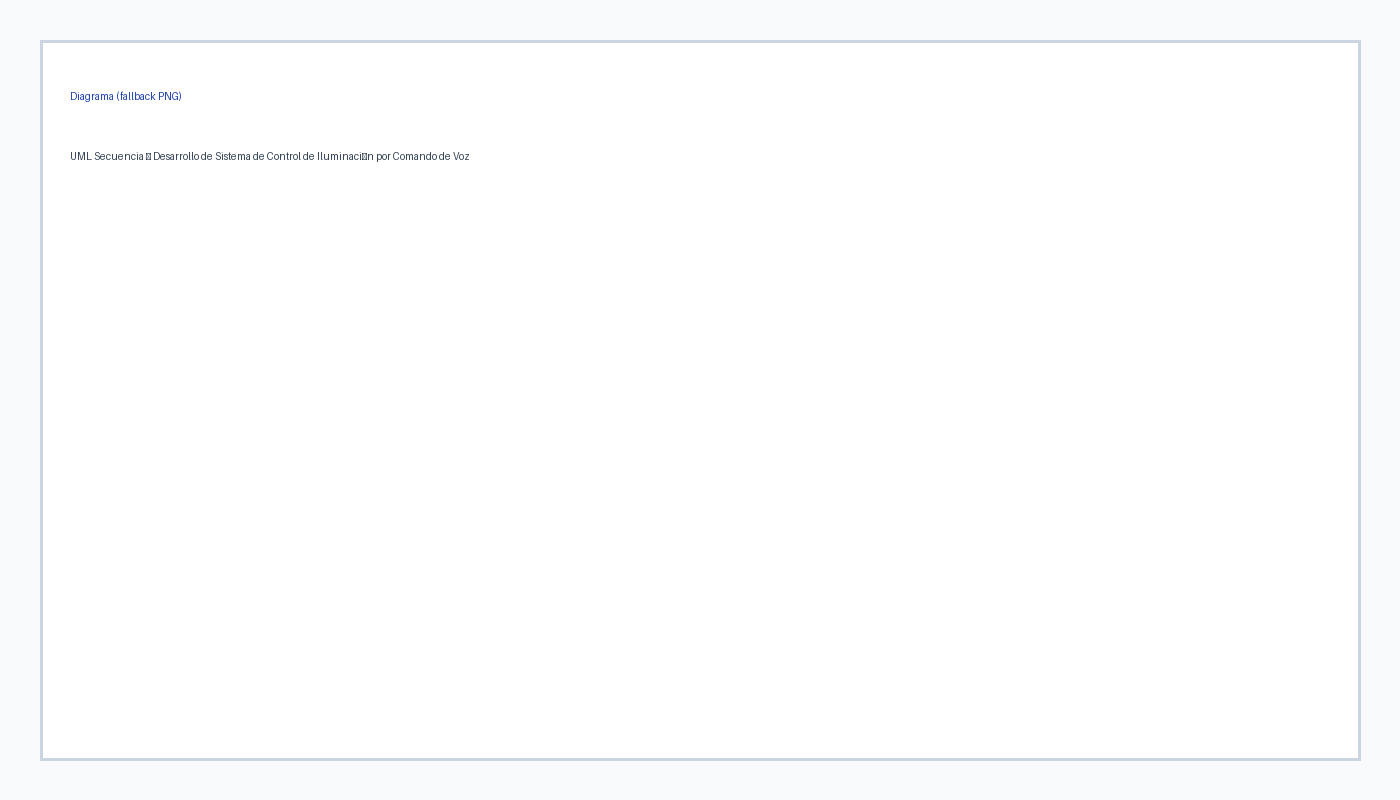 Diagrama (fallback PNG)
UML Secuencia ▯ Desarrollo de Sistema de Control de Iluminaci▯n por Comando de Voz